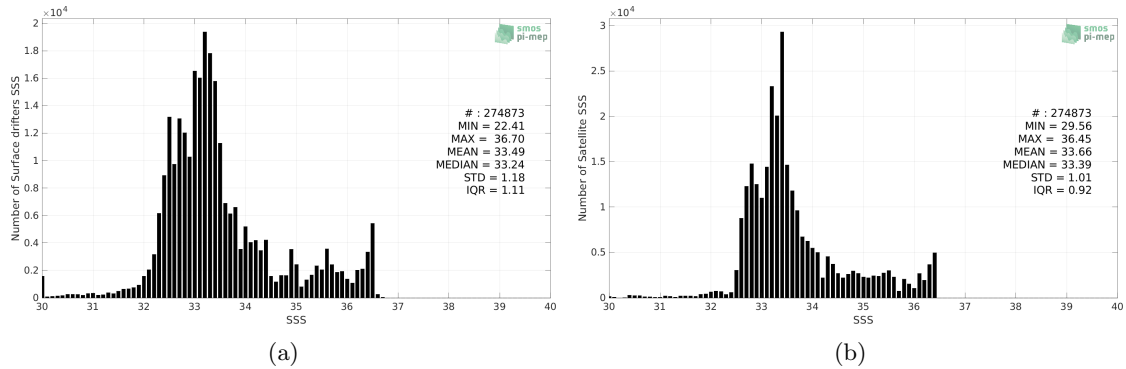 ×10⁴
2
1.8
1.6
1.4
1.2
1
0.8
0.6
0.4
0.2
0
Number of Surface drifters SSS
smos
pi-mep
# : 274873
MIN = 22.41
MAX = 36.70
MEAN = 33.49
MEDIAN = 33.24
STD = 1.18
IQR = 1.11
30 31 32 33 34 35 36 37 38 39 40
SSS
(a)
×10⁴
3
2.5
2
1.5
1
0.5
0
Number of Satellite SSS
smos
pi-mep
# : 274873
MIN = 29.56
MAX = 36.45
MEAN = 33.66
MEDIAN = 33.39
STD = 1.01
IQR = 0.92
30 31 32 33 34 35 36 37 38 39 40
SSS
(b)